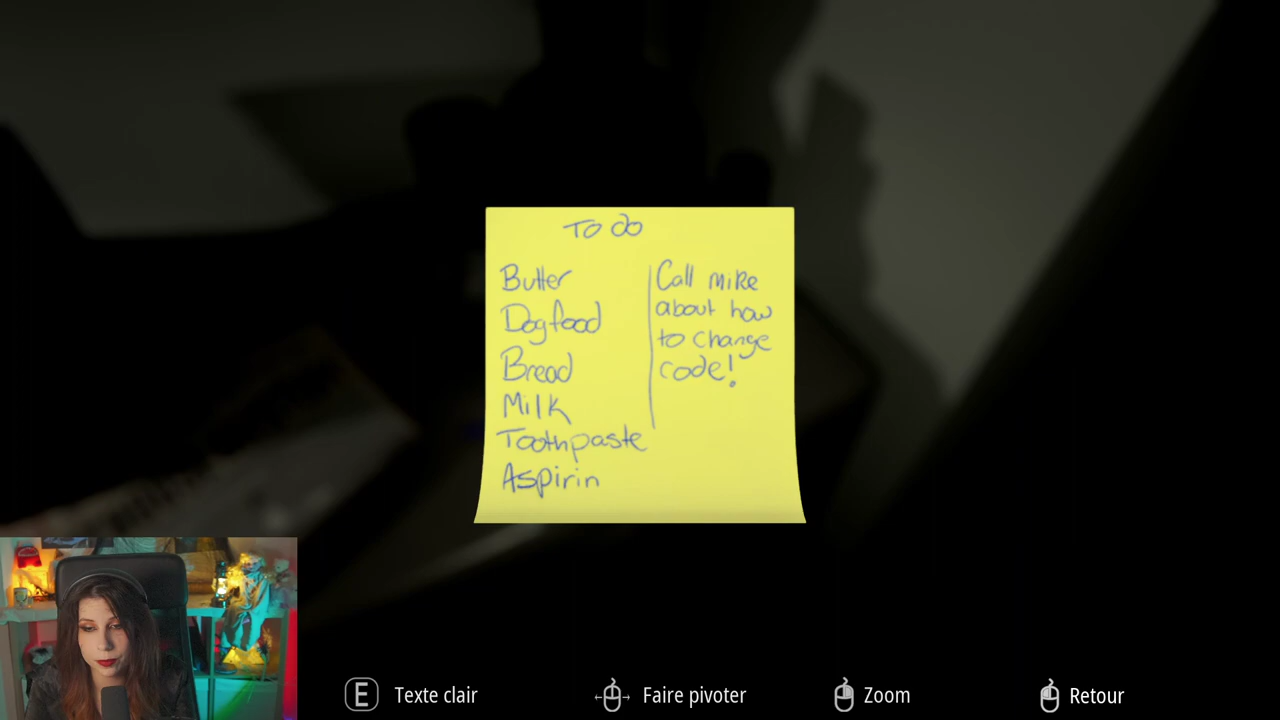 TO do
Butter
Dogfood
Bread
Milk
Toothpaste
Aspirin
Call mike
about how
to change
code!
E Texte clair
Faire pivoter
Zoom
Retour